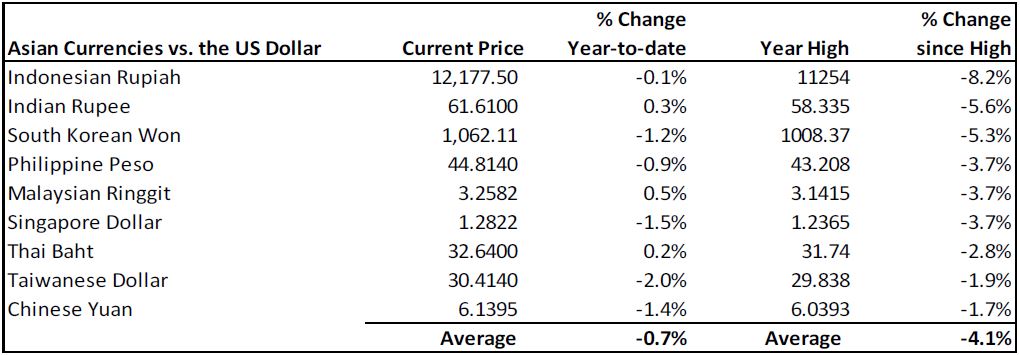 % Change % Change
Asian Currencies vs. the US Dollar Current Price Year-to-date Year High since High
Indonesian Rupiah 12,177.50 -0.1% 11254 -8.2%
Indian Rupee 61.6100 0.3% 58.335 -5.6%
South Korean Won 1,062.11 -1.2% 1008.37 -5.3%
Philippine Peso 44.8140 -0.9% 43.208 -3.7%
Malaysian Ringgit 3.2582 0.5% 3.1415 -3.7%
Singapore Dollar 1.2822 -1.5% 1.2365 -3.7%
Thai Baht 32.6400 0.2% 31.74 -2.8%
Taiwanese Dollar 30.4140 -2.0% 29.838 -1.9%
Chinese Yuan 6.1395 -1.4% 6.0393 -1.7%
Average -0.7% Average -4.1%